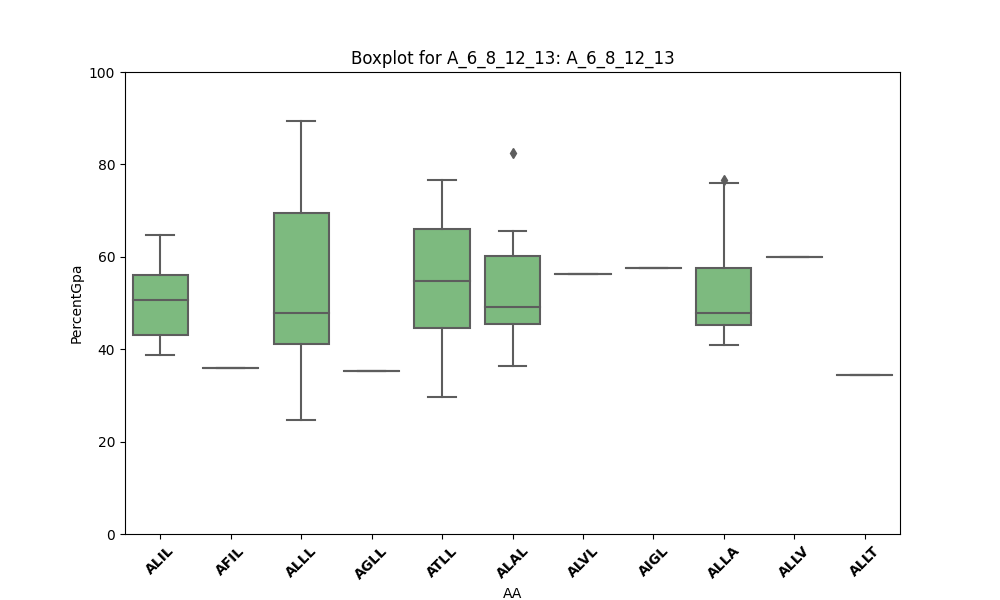 Boxplot for A_6_8_12_13: A_6_8_12_13
100
80
60
40
20
0
PercentGpa
ALIL AFIL ALLL AGLL ATLL ALAL ALVL AIGL ALLA ALLV ALLT
AA